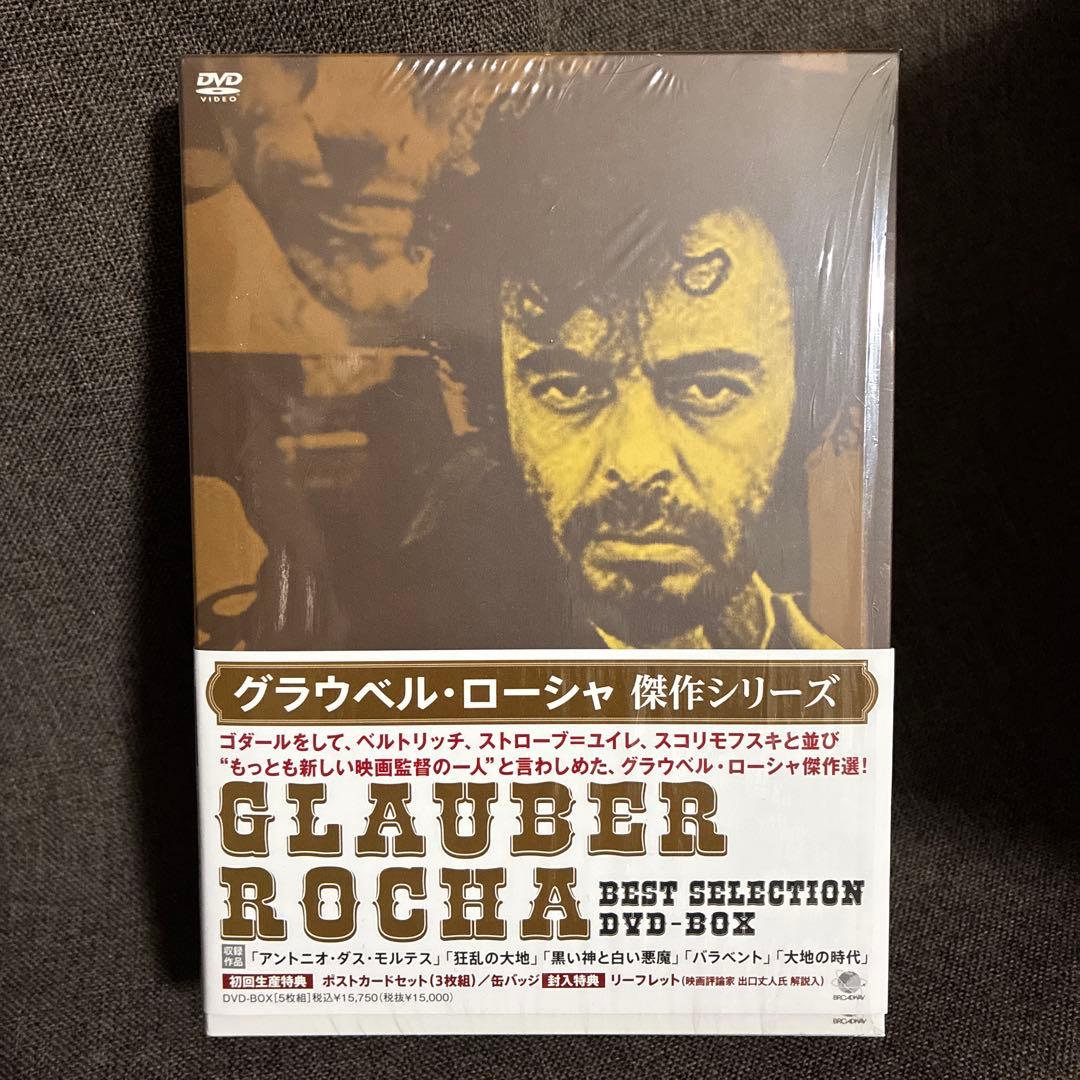 DVD
VIDEO
グラウベル・ローシャ 傑作シリーズ
ゴダールをして、ベルトリッチ、ストローブ=ユイレ、スコリモフスキと並び
“もっとも新しい映画監督の一人”と言わしめた、グラウベル・ローシャ傑作選!
GLAUBER
ROCHA BEST SELECTION
DVD-BOX
収録作品 「アントニオ・ダス・モルテス」「狂乱の大地」「黒い神と白い悪魔」「バラベント」「大地の時代」
初回生産特典 ポストカードセット(3枚組)/缶バッジ 封入特典 リーフレット(映画評論家 出口丈人氏 解説入)
DVD-BOX[5枚組]税込¥15,750(税抜¥15,000)
BROADWAY
BROADWAY